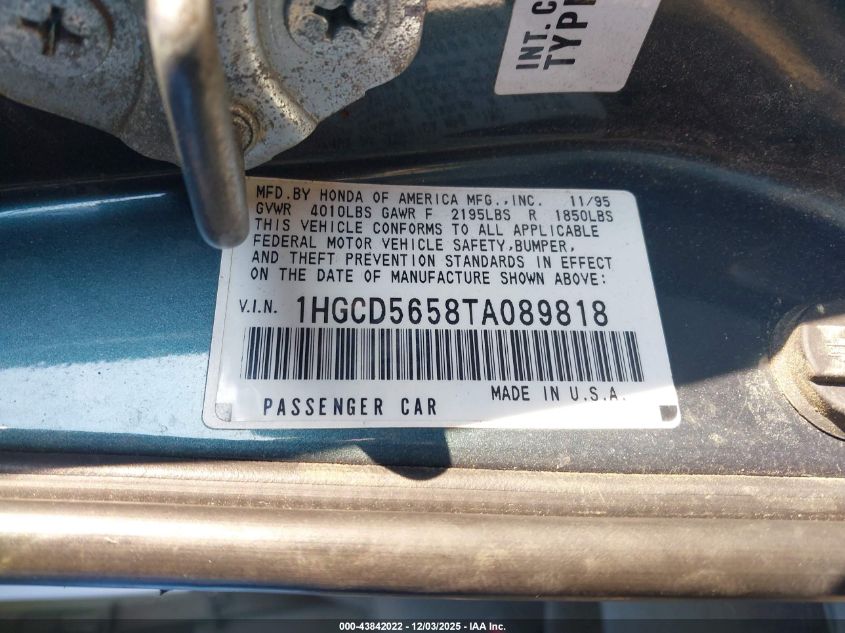 INT. C
TYPE
MFD.BY HONDA OF AMERICA MFG.,INC. 11/95
GVWR 4010LBS GAWR F 2195LBS R 1850LBS
THIS VEHICLE CONFORMS TO ALL APPLICABLE
FEDERAL MOTOR VEHICLE SAFETY,BUMPER,
AND THEFT PREVENTION STANDARDS IN EFFECT
ON THE DATE OF MANUFACTURE SHOWN ABOVE:
V.I.N. 1HGCD5658TA089818
PASSENGER CAR MADE IN U.S.A.
000-43842022 - 12/03/2025 - IAA Inc.